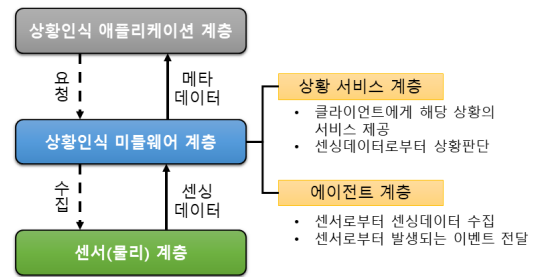 상황인식 애플리케이션 계층
요
청
메타
데이터
상황인식 미들웨어 계층
수
집
센싱
데이터
센서(물리) 계층
상황 서비스 계층
• 클라이언트에게 해당 상황의
서비스 제공
• 센싱데이터로부터 상황판단
에이전트 계층
• 센서로부터 센싱데이터 수집
• 센서로부터 발생되는 이벤트 전달